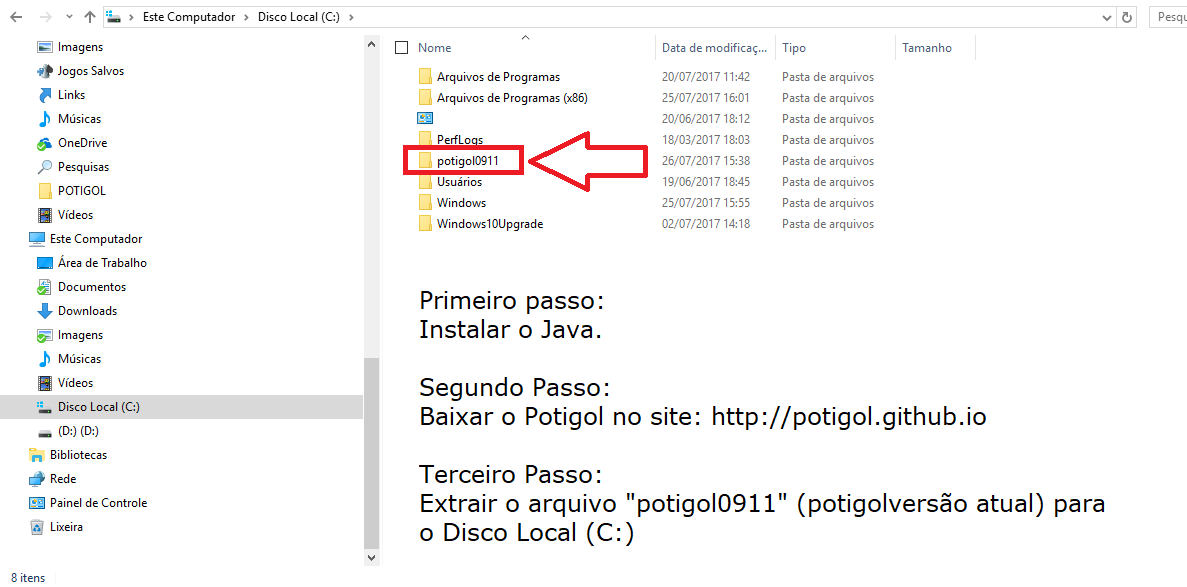 Este Computador
Disco Local (C:)
Pesqu
Imagens
Jogos Salvos
Links
Músicas
OneDrive
Pesquisas
POTIGOL
Vídeos
Este Computador
Área de Trabalho
Documentos
Downloads
Imagens
Músicas
Vídeos
Disco Local (C:)
(D:) (D:)
Bibliotecas
Rede
Painel de Controle
Lixeira
8 itens
Nome Data de modificaç... Tipo Tamanho
Arquivos de Programas 20/07/2017 11:42 Pasta de arquivos
Arquivos de Programas (x86) 25/07/2017 16:01 Pasta de arquivos
20/06/2017 18:12 Pasta de arquivos
PerfLogs 18/03/2017 18:03 Pasta de arquivos
potigol0911 26/07/2017 15:38 Pasta de arquivos
Usuários 19/06/2017 18:45 Pasta de arquivos
Windows 25/07/2017 15:55 Pasta de arquivos
Windows10Upgrade 02/07/2017 14:18 Pasta de arquivos
Primeiro passo:
Instalar o Java.
Segundo Passo:
Baixar o Potigol no site: http://potigol.github.io
Terceiro Passo:
Extrair o arquivo "potigol0911" (potigolversão atual) para
o Disco Local (C:)